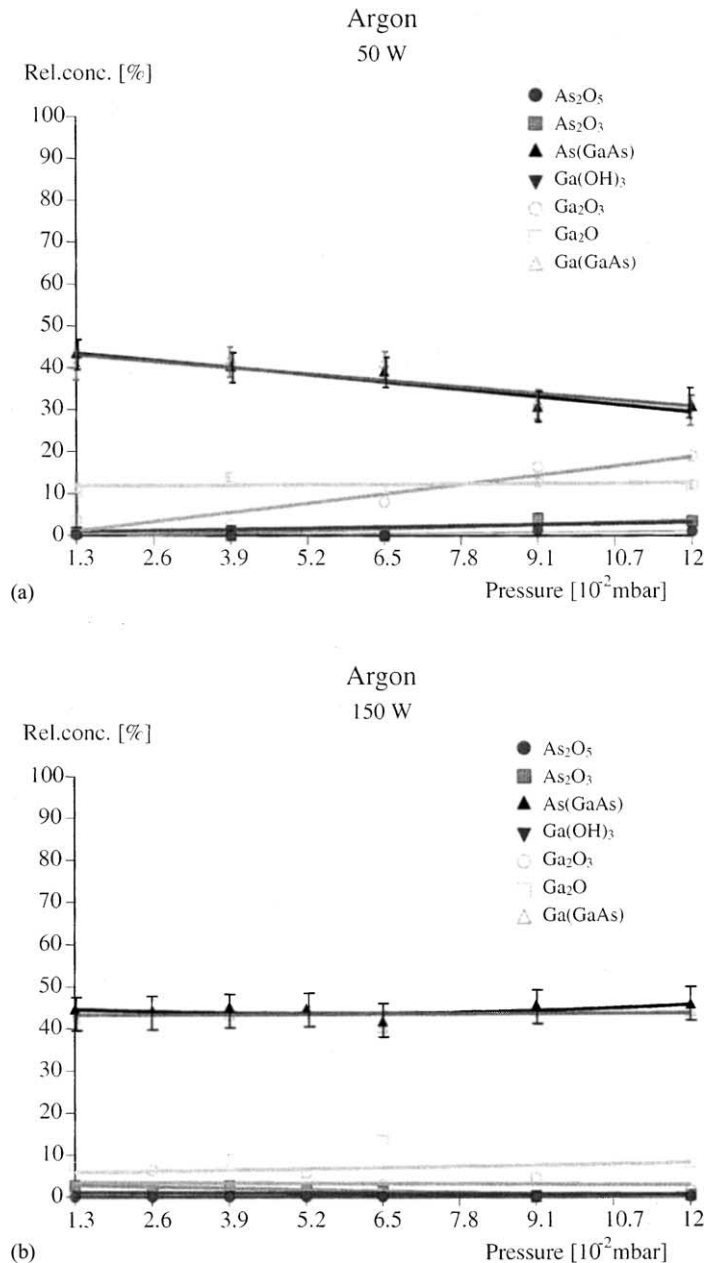 Argon
50 W
Rel.conc. [%]
As₂O₅
As₂O₃
As(GaAs)
Ga(OH)₃
Ga₂O₃
Ga₂O
Ga(GaAs)
100
90
80
70
60
50
40
30
20
10
0
1.3 2.6 3.9 5.2 6.5 7.8 9.1 10.7 12
(a)
Pressure [10⁻²mbar]
Argon
150 W
Rel.conc. [%]
As₂O₅
As₂O₃
As(GaAs)
Ga(OH)₃
Ga₂O₃
Ga₂O
Ga(GaAs)
100
90
80
70
60
50
40
30
20
10
0
1.3 2.6 3.9 5.2 6.5 7.8 9.1 10.7 12
(b)
Pressure [10⁻²mbar]